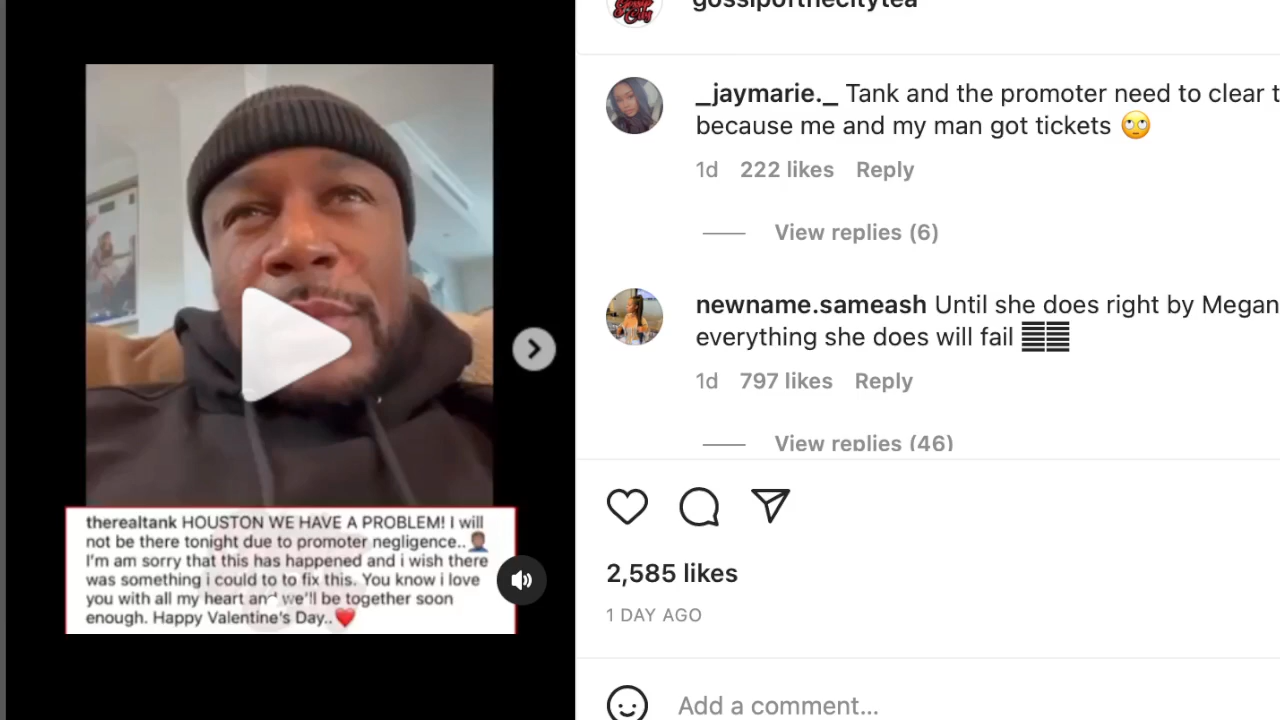 gossipofthecitytea
_jaymarie._ Tank and the promoter need to clear t
because me and my man got tickets 🙄
1d 222 likes Reply
View replies (6)
newname.sameash Until she does right by Megan
everything she does will fail
1d 797 likes Reply
View replies (46)
2,585 likes
1 DAY AGO
Add a comment...
therealtank HOUSTON WE HAVE A PROBLEM! I will
not be there tonight due to promoter negligence..🤦🏾‍♂️
I'm am sorry that this has happened and i wish there
was something i could to to fix this. You know i love
you with all my heart and we'll be together soon
enough. Happy Valentine's Day..❤️